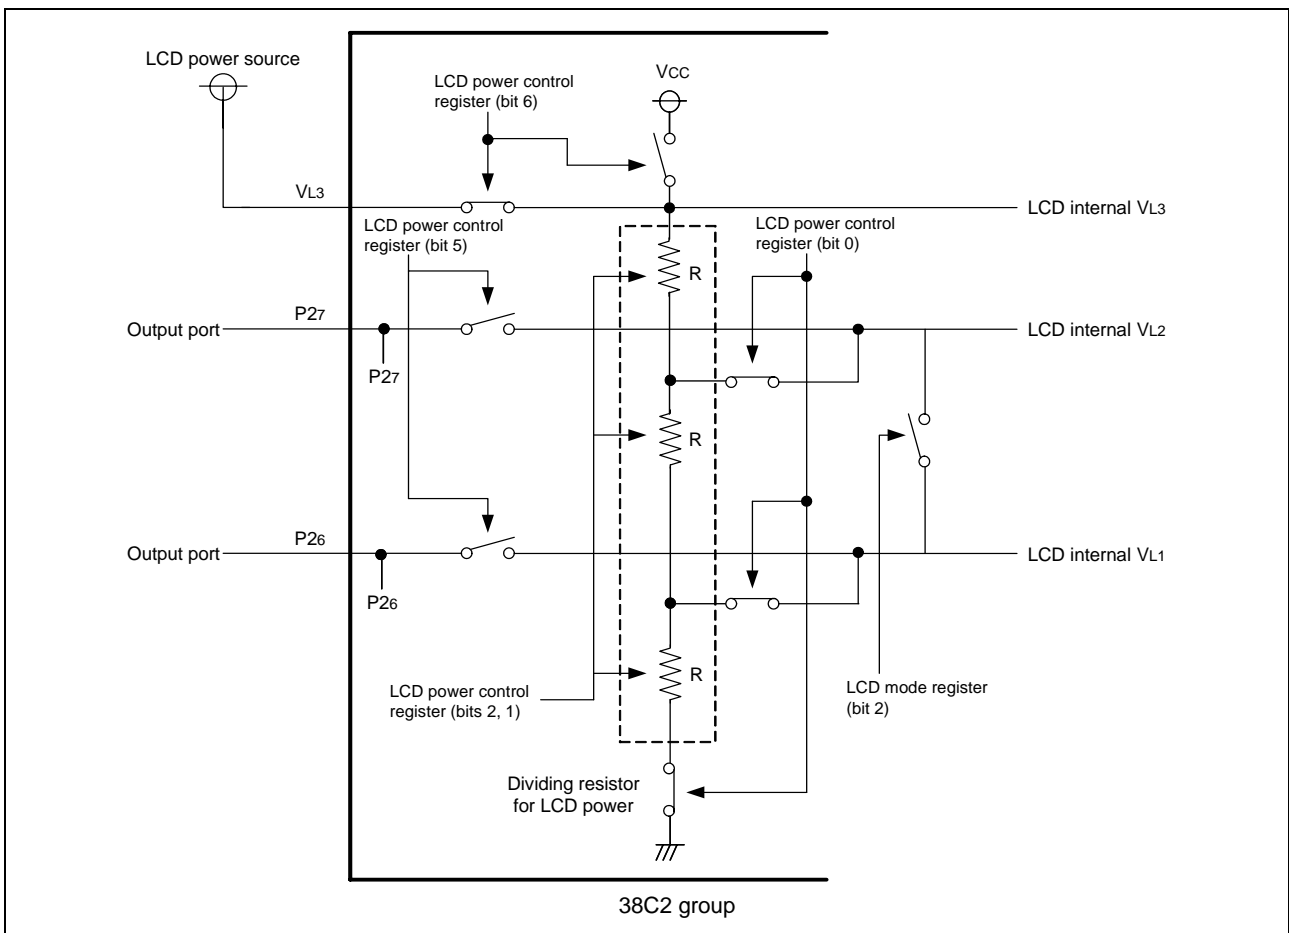 LCD power source
VCC
LCD power control
register (bit 6)
VL3
LCD internal VL3
LCD power control
register (bit 5)
LCD power control
register (bit 0)
R
P27
Output port
LCD internal VL2
P27
R
P26
Output port
LCD internal VL1
P26
R
LCD power control
register (bits 2, 1)
LCD mode register
(bit 2)
Dividing resistor
for LCD power
38C2 group